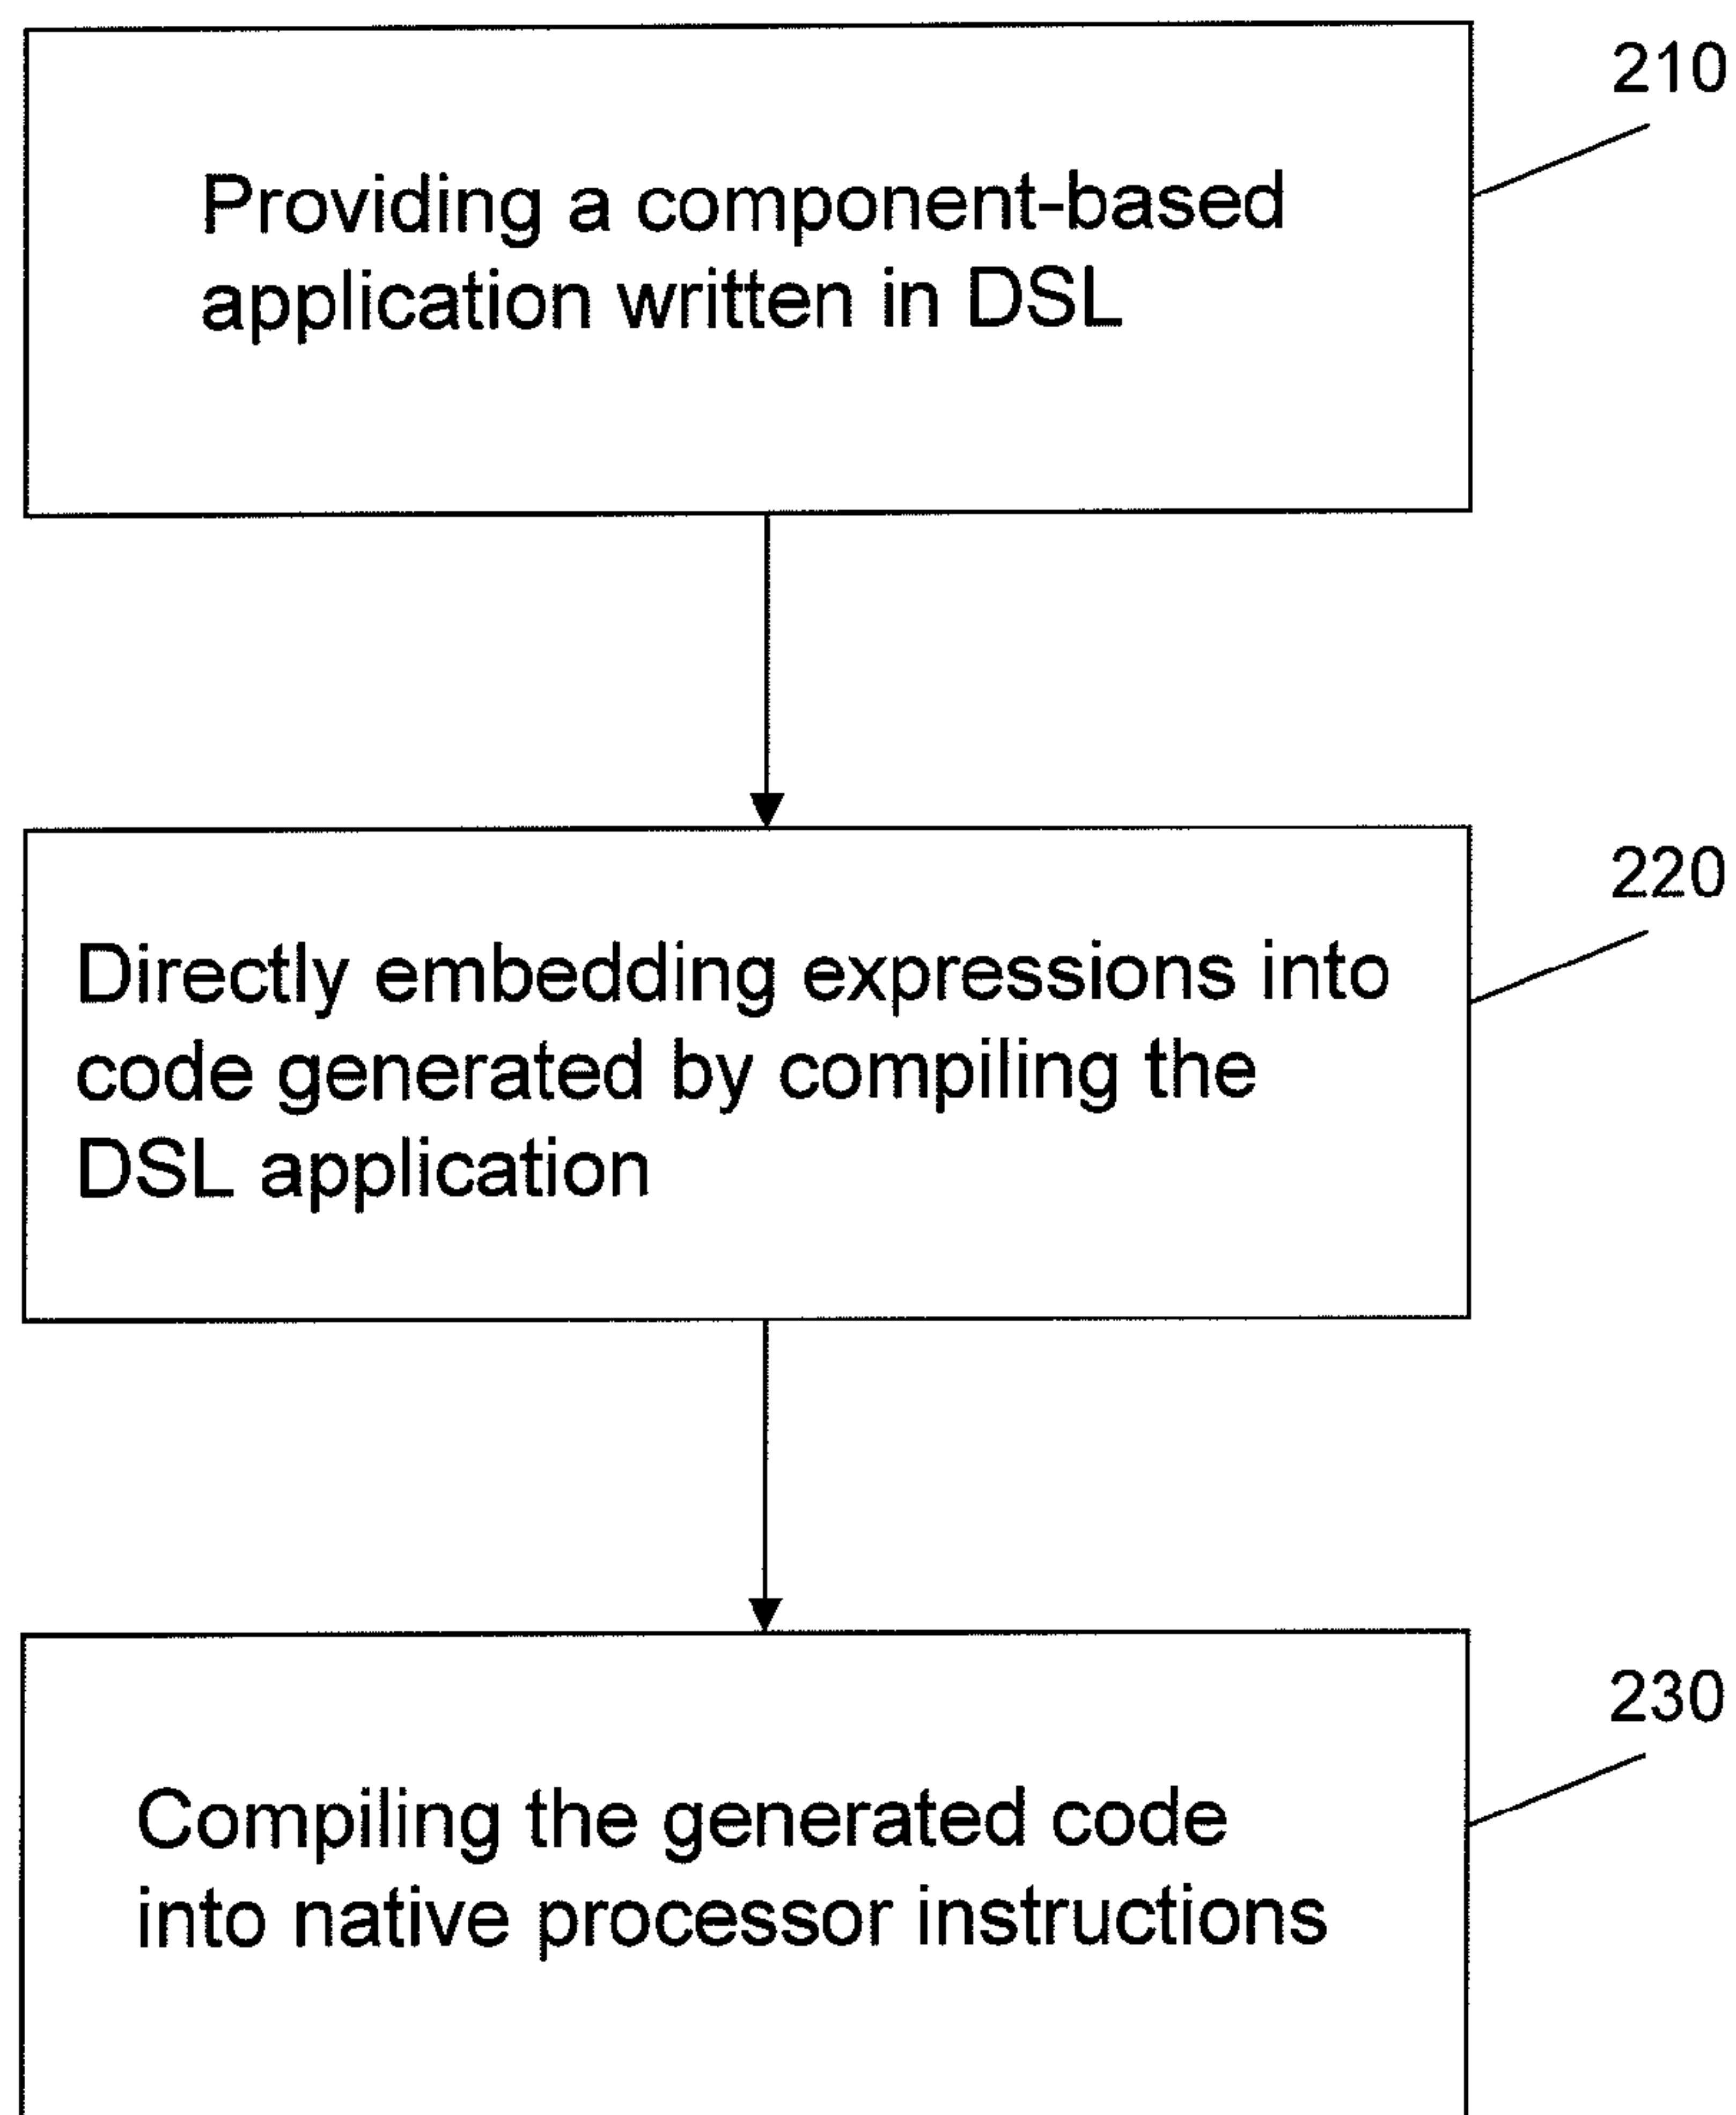 210
Providing a component-based
application written in DSL
220
Directly embedding expressions into
code generated by compiling the
DSL application
230
Compiling the generated code
into native processor instructions